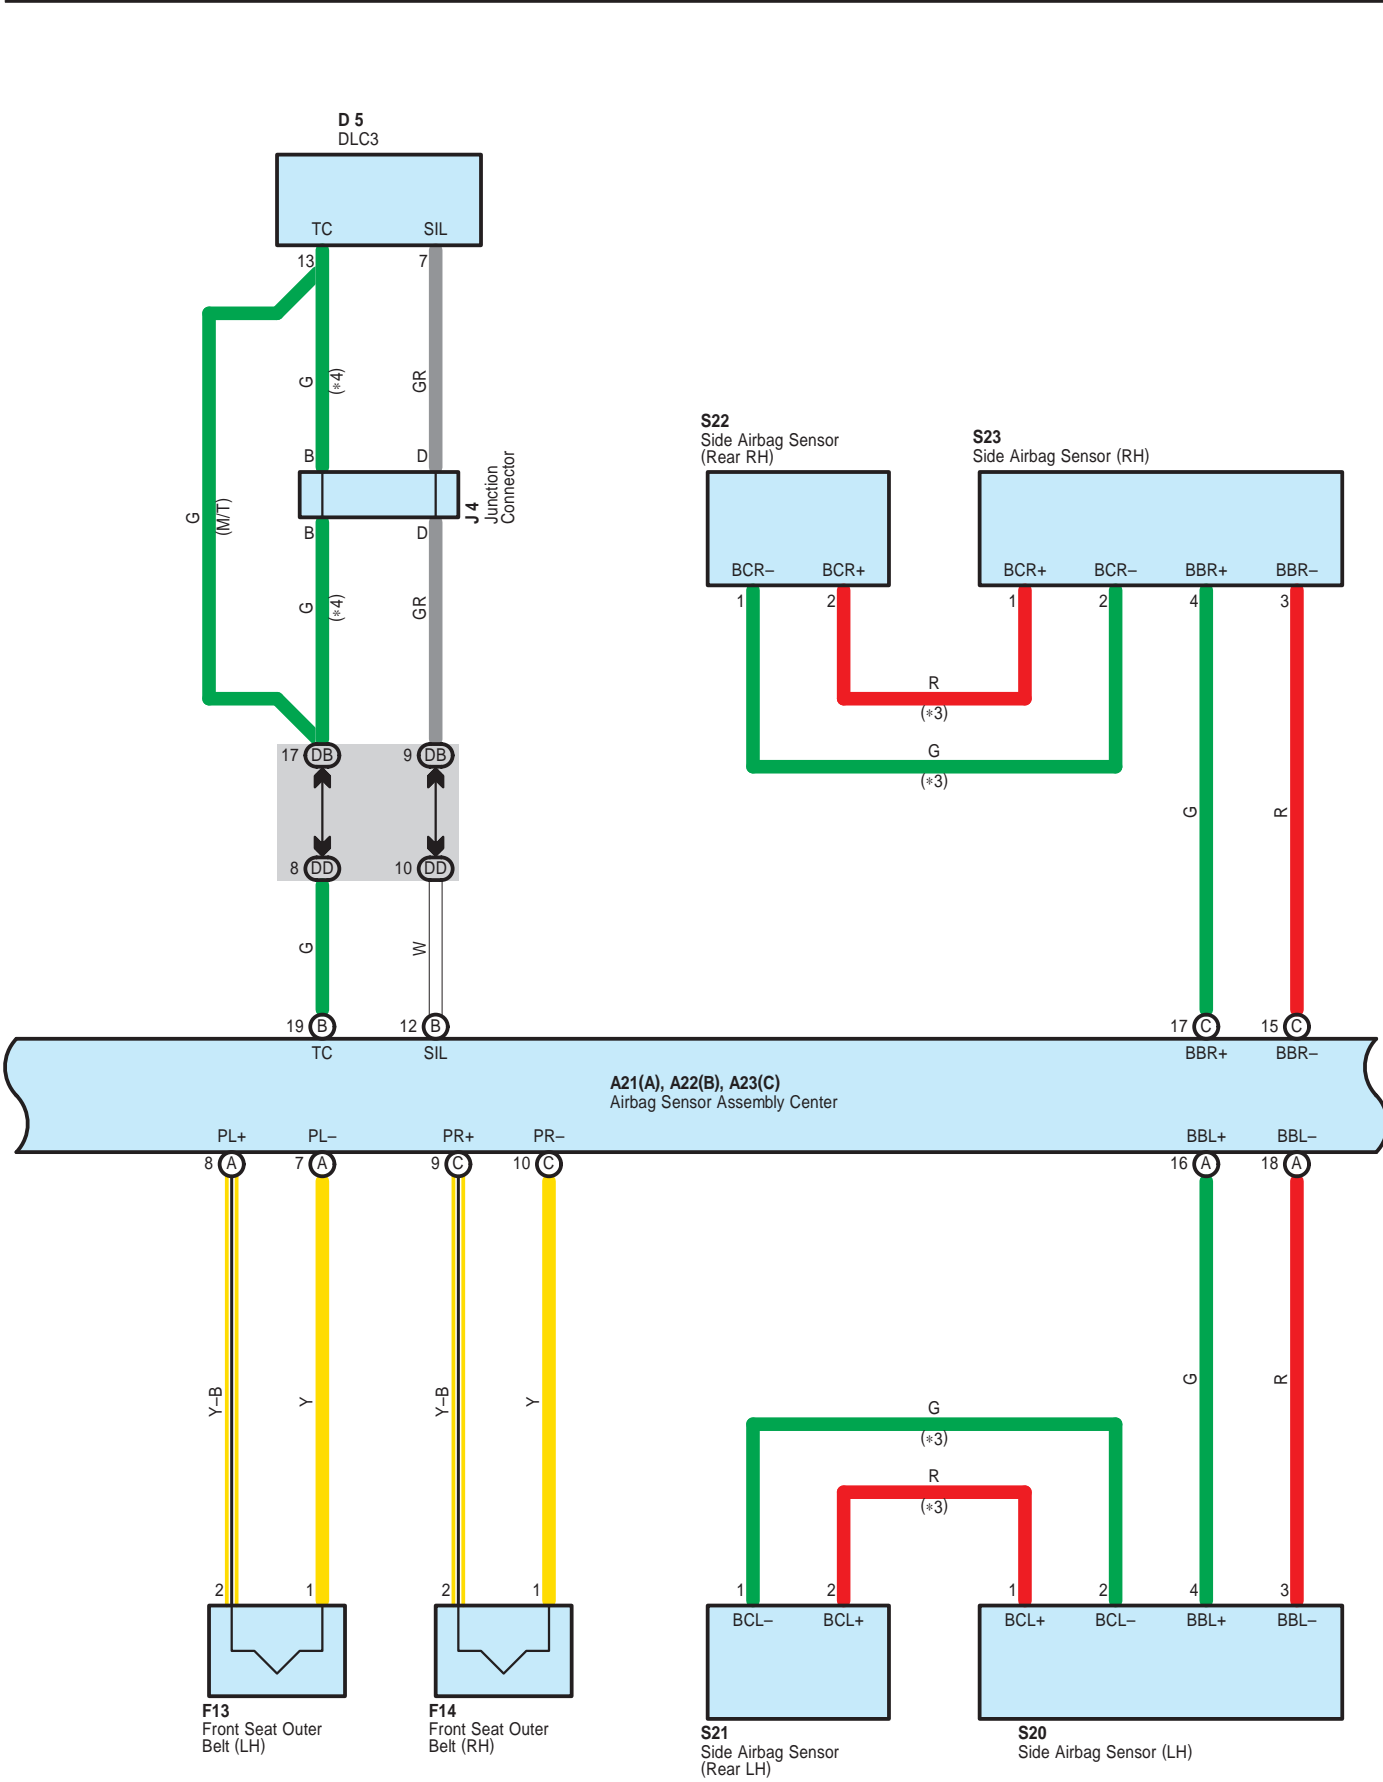 D 5
DLC3
TC SIL
13 7
G (∗4) GR
B D
J 4
Junction
Connector
G (M/T)
B D
G (∗4) GR
17 DB 9 DB
8 DD 10 DD
G W
19 B 12 B
S22
Side Airbag Sensor
(Rear RH)
S23
Side Airbag Sensor (RH)
BCR– BCR+ BCR+ BCR– BBR+ BBR–
1 2 1 2 4 3
R
(∗3)
G
(∗3)
G R
17 C 15 C
TC SIL BBR+ BBR–
A21(A), A22(B), A23(C)
Airbag Sensor Assembly Center
PL+ PL– PR+ PR– BBL+ BBL–
8 A 7 A 9 C 10 C 16 A 18 A
Y–B Y Y–B Y G R
G
(∗3)
R
(∗3)
2 1 2 1 1 2 1 2 4 3
BCL– BCL+ BCL+ BCL– BBL+ BBL–
F13
Front Seat Outer
Belt (LH)
F14
Front Seat Outer
Belt (RH)
S21
Side Airbag Sensor
(Rear LH)
S20
Side Airbag Sensor (LH)